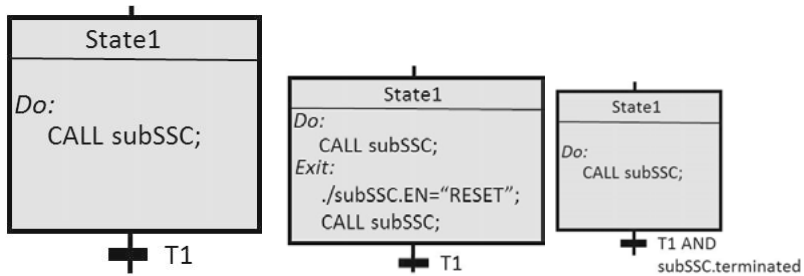 State1
Do:
CALL subSSC;
T1
State1
Do:
CALL subSSC;
Exit:
./subSSC.EN=“RESET”;
CALL subSSC;
T1
State1
Do:
CALL subSSC;
T1 AND
subSSC.terminated